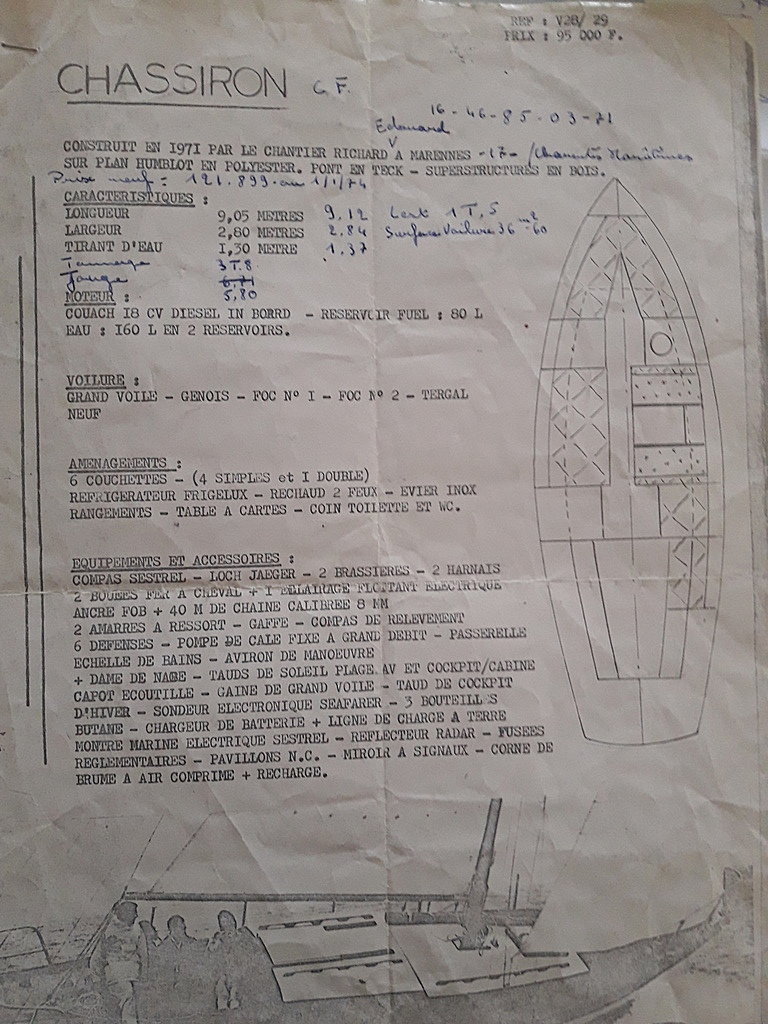 REF : V28/ 29
PRIX : 95 000 F.
CHASSIRON C.F.
16-46-85-03-71
Edouard
CONSTRUIT EN 1971 PAR LE CHANTIER RICHARD A MARENNES -17- /Charentes Maritimes
SUR PLAN HUMBLOT EN POLYESTER. PONT EN TECK - SUPERSTRUCTURES EN BOIS.
Prix neuf : 121.899 au 1/1/74
CARACTERISTIQUES :
LONGUEUR 9,05 METRES 9,12 Lest 1T,5
LARGEUR 2,80 METRES 2.84 Surface Voilure 36 m2 - 60
TIRANT D'EAU 1,30 METRE 1.37
Tonnage 3T.8
Jauge 6,71
MOTEUR : 5,80
COUACH 18 CV DIESEL IN BORRD - RESERVOIR FUEL : 80 L
EAU : 160 L EN 2 RESERVOIRS.
VOILURE :
GRAND VOILE - GENOIS - FOC N° I - FOC N° 2 - TERGAL
NEUF
AMENAGEMENTS :
6 COUCHETTES - (4 SIMPLES et I DOUBLE)
REFRIGERATEUR FRIGELUX - RECHAUD 2 FEUX - EVIER INOX
RANGEMENTS - TABLE A CARTES - COIN TOILETTE ET WC.
EQUIPEMENTS ET ACCESSOIRES :
COMPAS SESTREL - LOCH JAEGER - 2 BRASSIERES - 2 HARNAIS
2 BOUEES FER A CHEVAL + I ECLAIRAGE FLOTTANT ELECTRIQUE
ANCRE FOB + 40 M DE CHAINE CALIBREE 8 MM
2 AMARRES A RESSORT - GAFFE - COMPAS DE RELEVEMENT
6 DEFENSES - POMPE DE CALE FIXE A GRAND DEBIT - PASSERELLE
ECHELLE DE BAINS - AVIRON DE MANOEUVRE
+ DAME DE NAGE - TAUDS DE SOLEIL PLAGE.AV ET COCKPIT/CABINE
CAPOT ECOUTILLE - GAINE DE GRAND VOILE - TAUD DE COCKPIT
D'HIVER - SONDEUR ELECTRONIQUE SEAFARER - 3 BOUTEILLES
BUTANE - CHARGEUR DE BATTERIE + LIGNE DE CHARGE A TERRE
MONTRE MARINE ELECTRIQUE SESTREL - REFLECTEUR RADAR - FUSEES
REGLEMENTAIRES - PAVILLONS N.C. - MIROIR A SIGNAUX - CORNE DE
BRUME A AIR COMPRIME + RECHARGE.